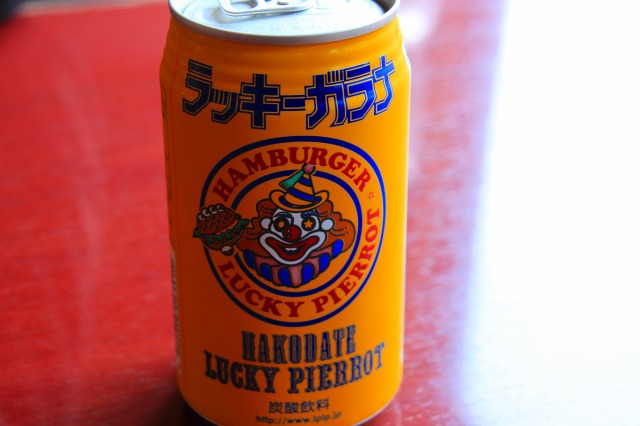 ラッキーガラナ
HAMBURGER
LUCKY PIERROT
HAKODATE
LUCKY PIERROT
炭酸飲料
http://www.lplp.jp